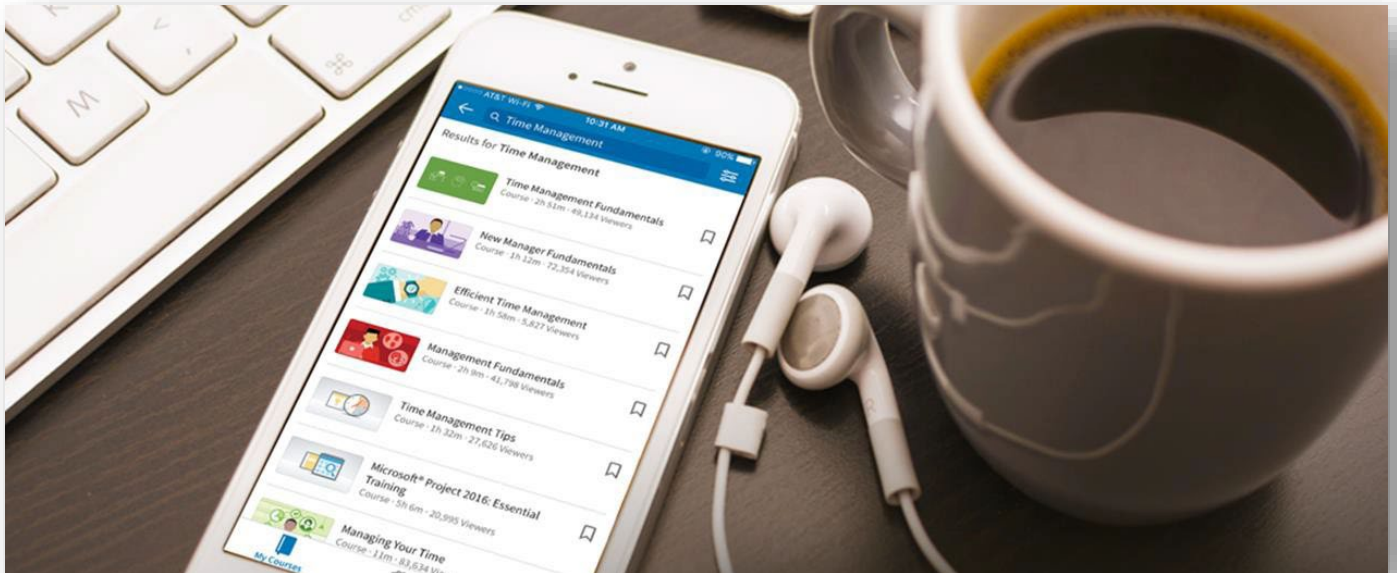 K
<
,
cmd
⌘
M
AT&T Wi-Fi 10:31 AM 90%
Time Management
Results for Time Management
Time Management Fundamentals
Course · 2h 51m · 49,134 Viewers
New Manager Fundamentals
Course · 1h 12m · 72,354 Viewers
Efficient Time Management
Course · 1h 58m · 5,827 Viewers
Management Fundamentals
Course · 2h 9m · 41,798 Viewers
Time Management Tips
Course · 1h 32m · 27,626 Viewers
Microsoft® Project 2016: Essential
Training
Course · 5h 6m · 20,995 Viewers
Managing Your Time
Course · 11m · 83,634
My Courses
R